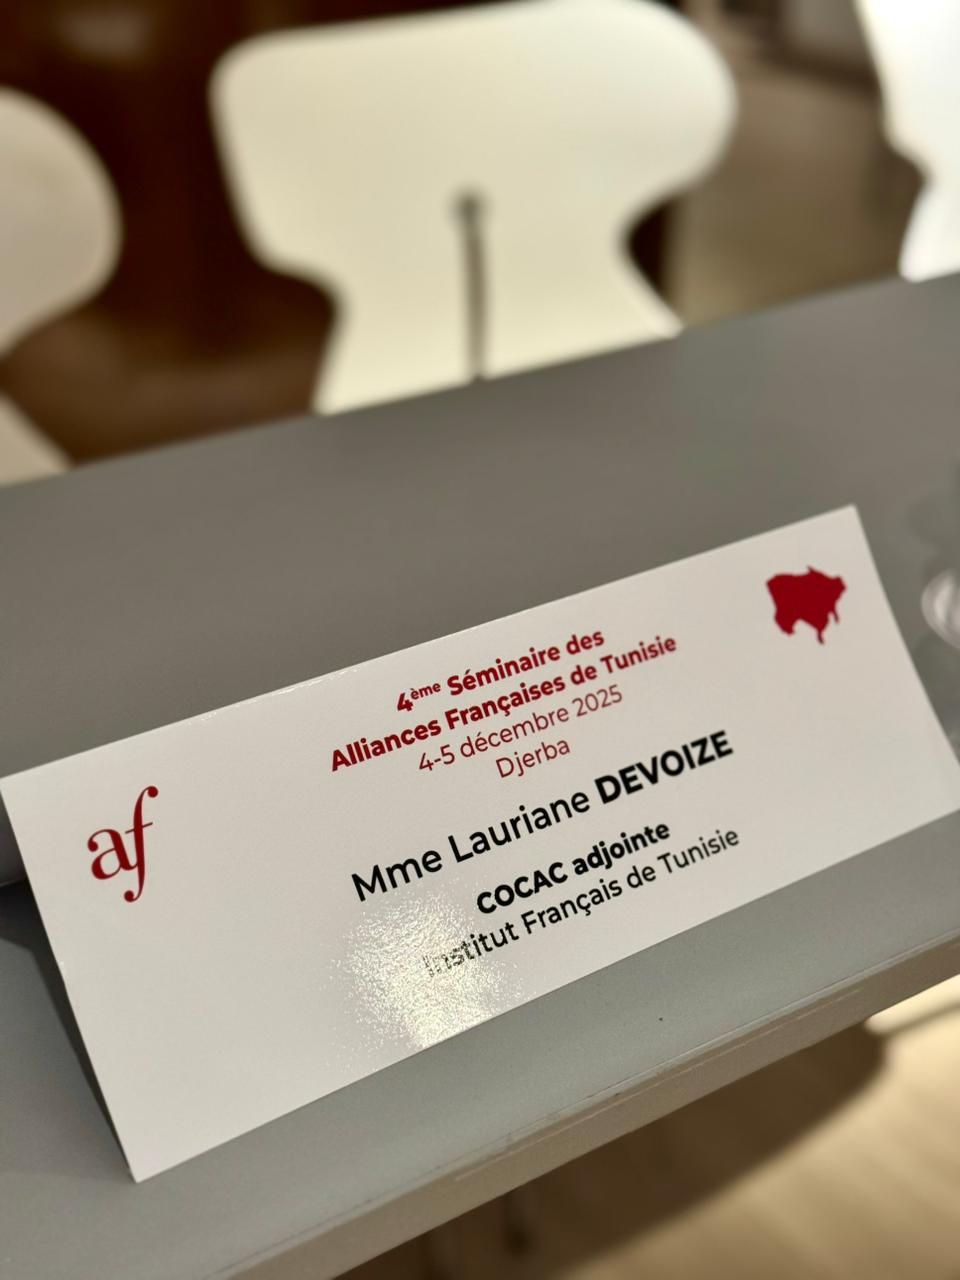 4ème Séminaire des
Alliances Françaises de Tunisie
4-5 décembre 2025
Djerba
af
Mme Lauriane DEVOIZE
COCAC adjointe
Institut Français de Tunisie